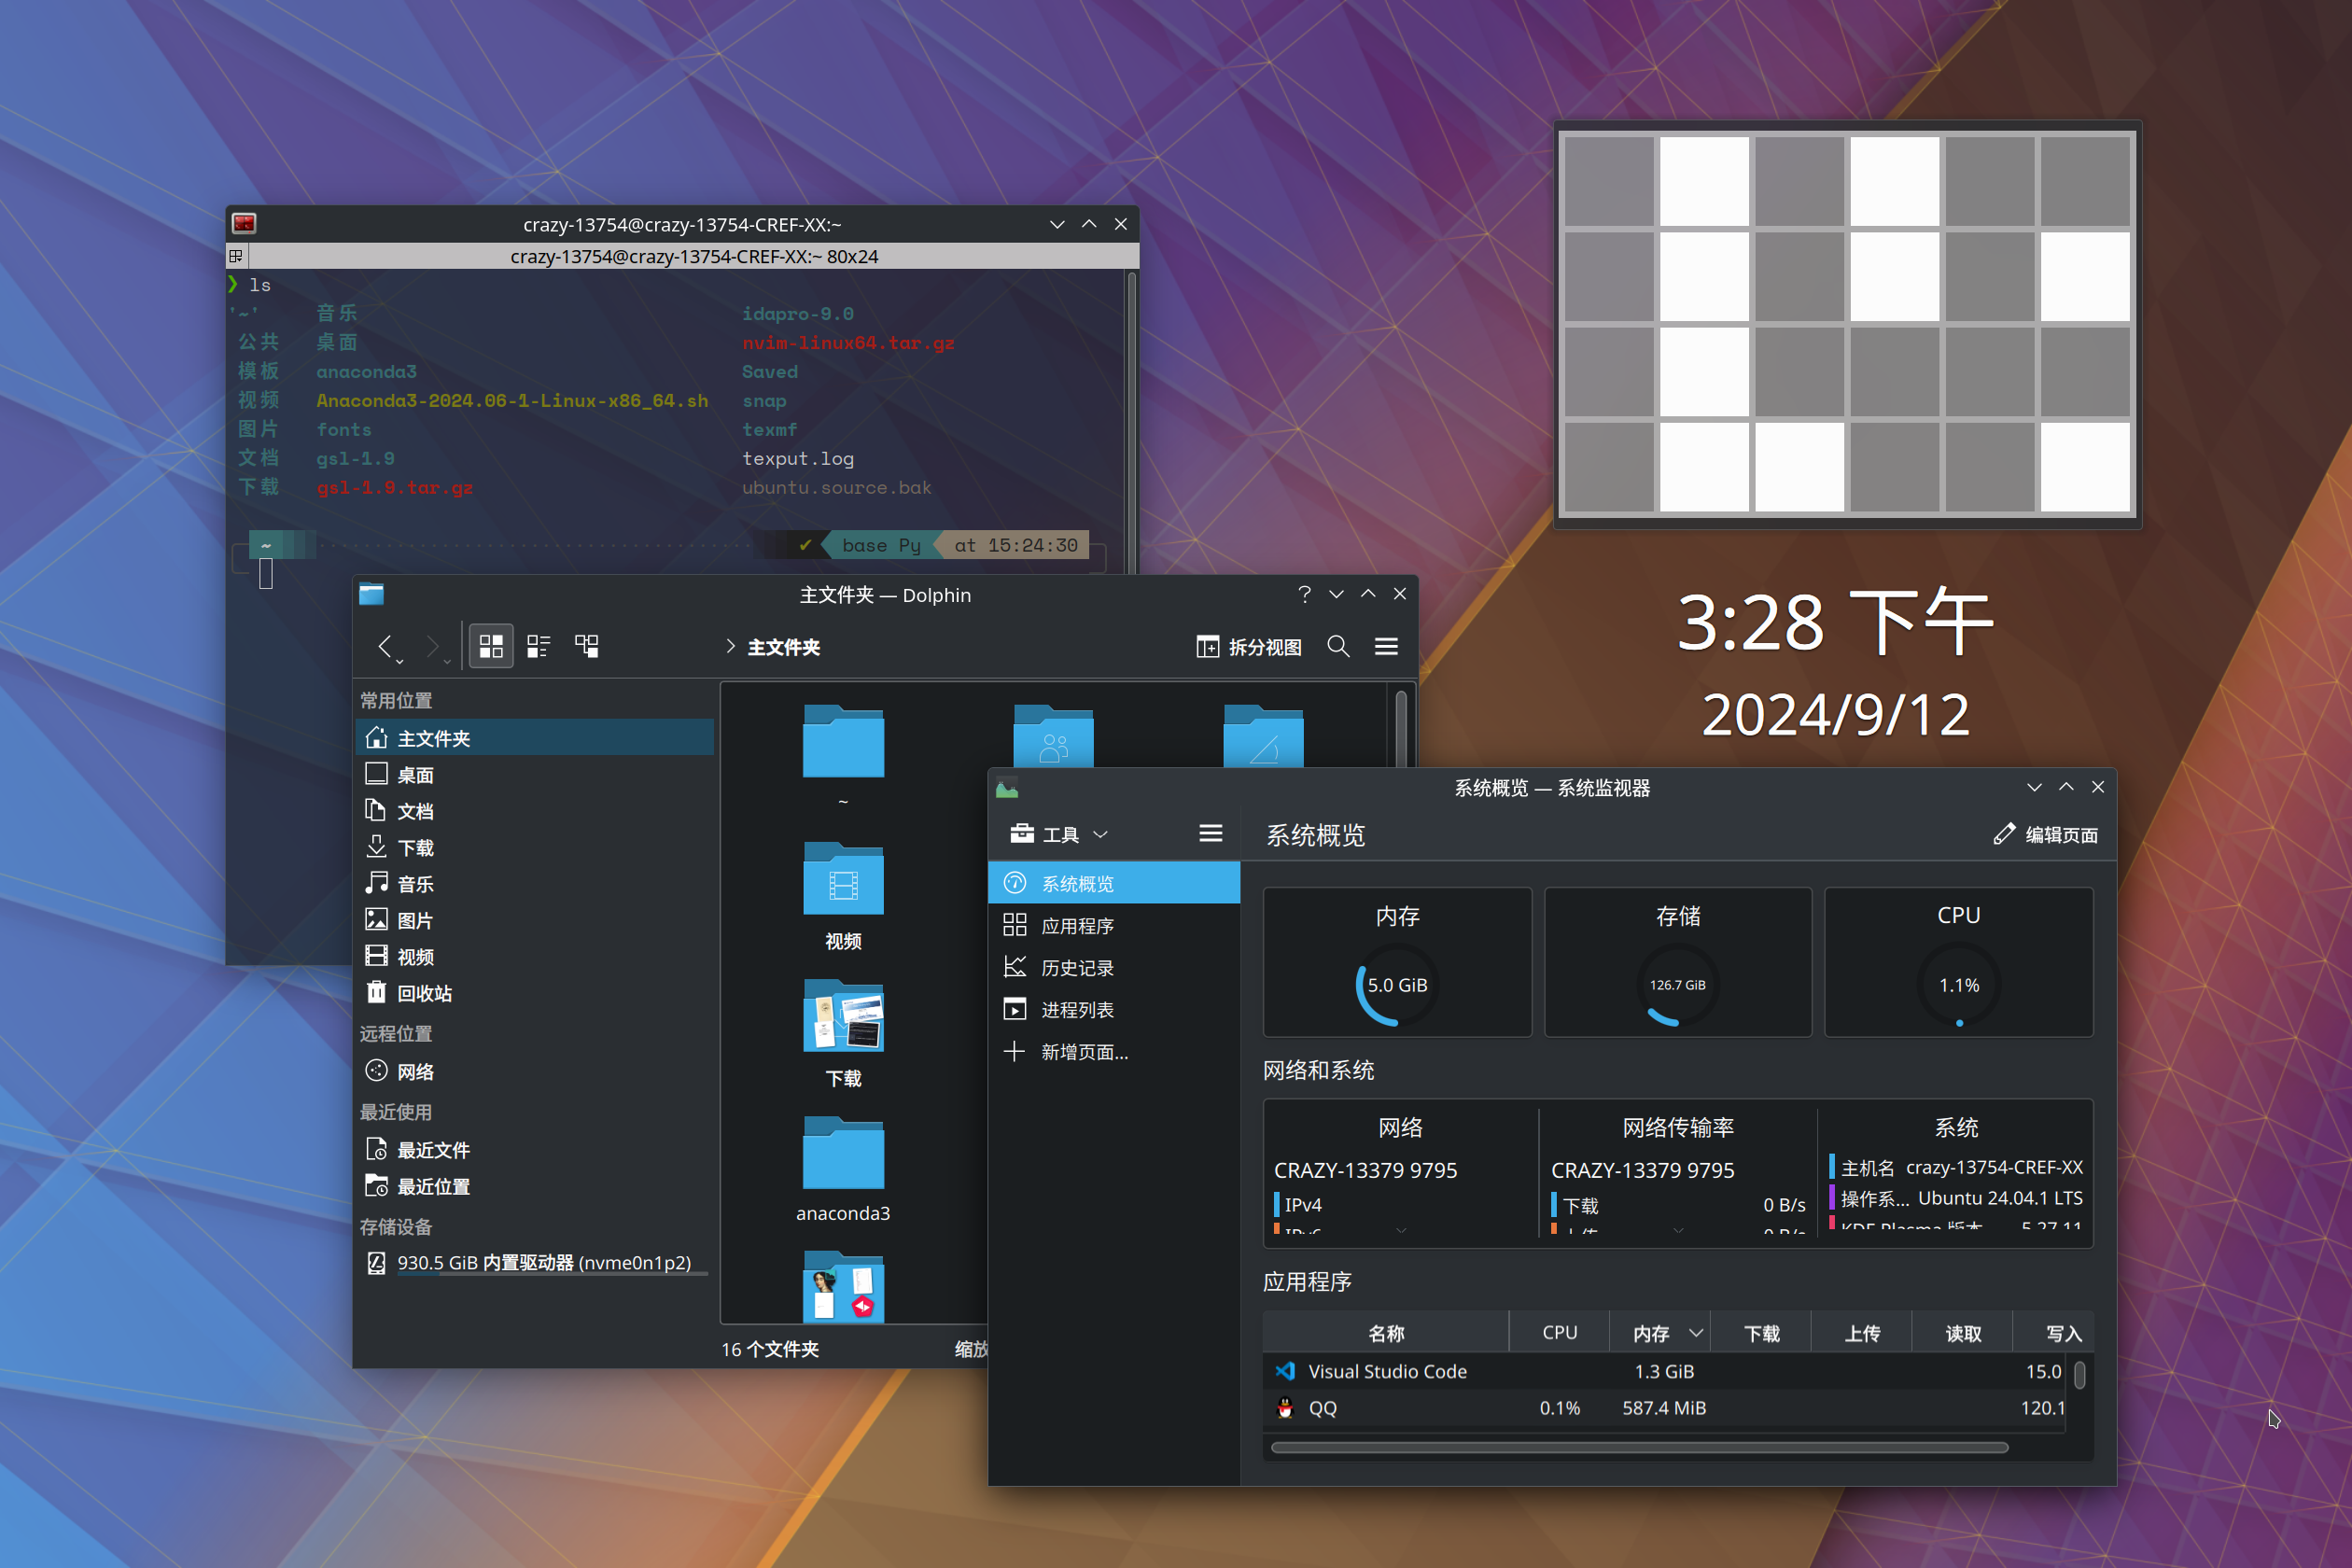 crazy-13754@crazy-13754-CREF-XX:~
crazy-13754@crazy-13754-CREF-XX:~ 80x24
❯ ls
'~' 音乐 idapro-9.0
公共 桌面 nvim-linux64.tar.gz
模板 anaconda3 Saved
视频 Anaconda3-2024.06-1-Linux-x86_64.sh snap
图片 fonts texmf
文档 gsl-1.9 texput.log
下载 gsl-1.9.tar.gz ubuntu.source.bak
~ ✔ base Py at 15:24:30
3:28 下午
2024/9/12
主文件夹 — Dolphin
主文件夹
拆分视图
常用位置
主文件夹
桌面
文档
下载
音乐
图片
视频
回收站
远程位置
网络
最近使用
最近文件
最近位置
存储设备
930.5 GiB 内置驱动器 (nvme0n1p2)
~
视频
下载
anaconda3
16 个文件夹
缩放
系统概览 — 系统监视器
工具
系统概览
编辑页面
系统概览
应用程序
历史记录
进程列表
新增页面...
内存
5.0 GiB
存储
126.7 GiB
CPU
1.1%
网络和系统
网络
CRAZY-13379 9795
IPv4
IPv6
网络传输率
CRAZY-13379 9795
下载 0 B/s
上传 0 B/s
系统
主机名 crazy-13754-CREF-XX
操作系... Ubuntu 24.04.1 LTS
KDE Plasma 版本 5.27.11
应用程序
名称 CPU 内存 下载 上传 读取 写入
Visual Studio Code 1.3 GiB 15.0
QQ 0.1% 587.4 MiB 120.1